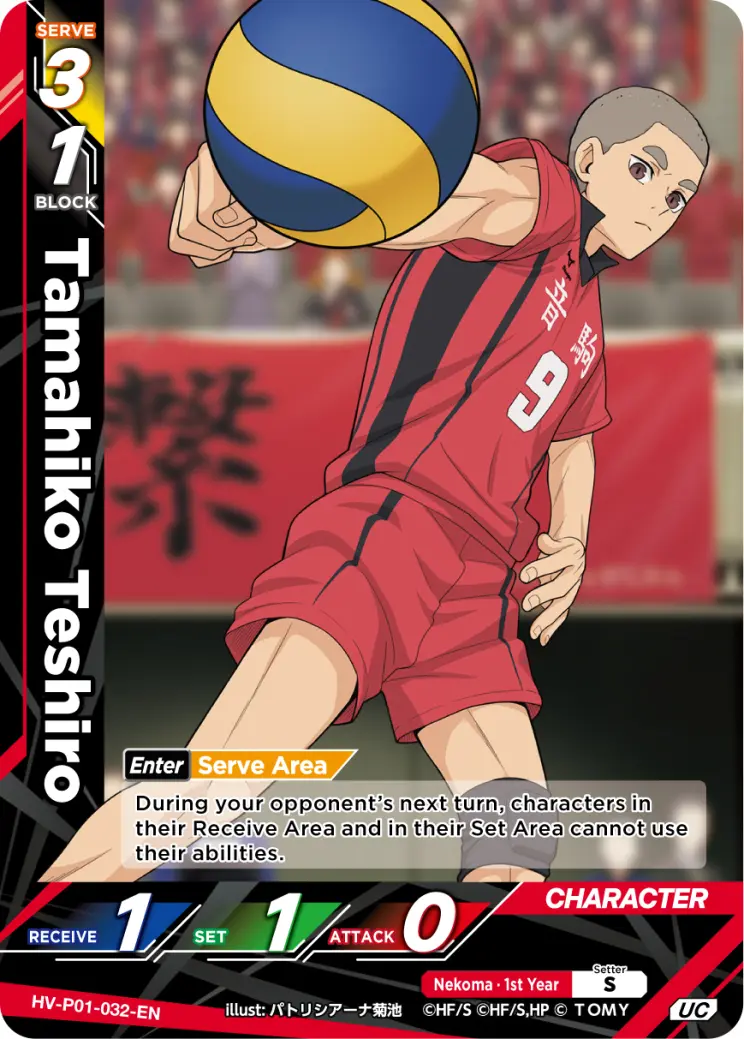 SERVE
3
1
BLOCK
Tamahiko Teshiro
音駒
9
繋
Enter Serve Area
During your opponent's next turn, characters in
their Receive Area and in their Set Area cannot use
their abilities.
CHARACTER
RECEIVE 1 SET 1 ATTACK 0
Nekoma · 1st Year Setter S
HV-P01-032-EN illust: パトリシアーナ菊池 ©HF/S ©HF/S,HP © TOMY UC